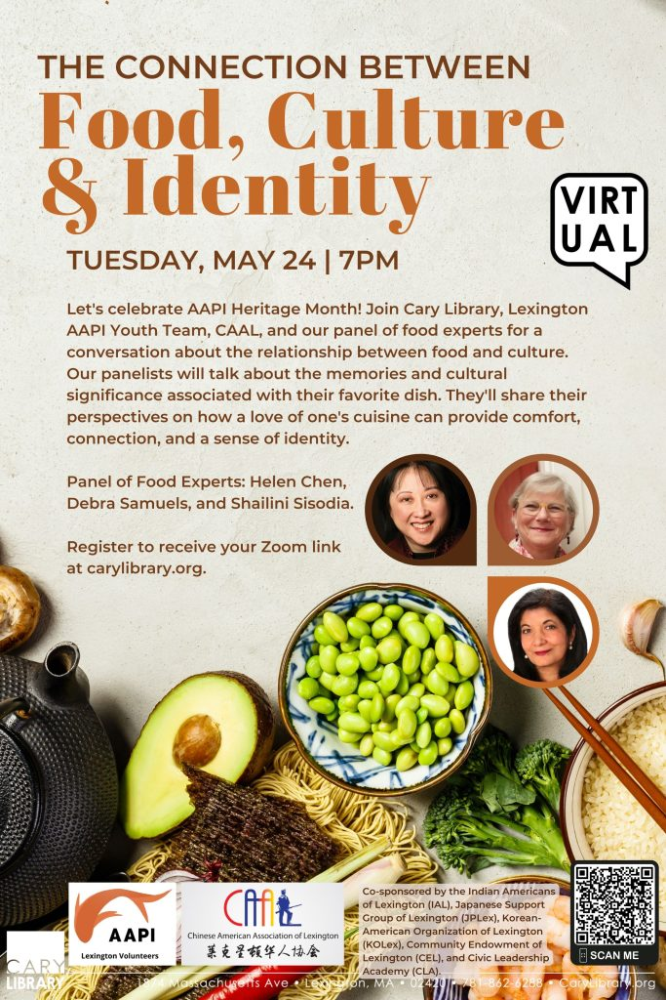 THE CONNECTION BETWEEN
Food, Culture
& Identity
VIRT
UAL
TUESDAY, MAY 24 | 7PM
Let's celebrate AAPI Heritage Month! Join Cary Library, Lexington
AAPI Youth Team, CAAL, and our panel of food experts for a
conversation about the relationship between food and culture.
Our panelists will talk about the memories and cultural
significance associated with their favorite dish. They'll share their
perspectives on how a love of one's cuisine can provide comfort,
connection, and a sense of identity.
Panel of Food Experts: Helen Chen,
Debra Samuels, and Shailini Sisodia.
Register to receive your Zoom link
at carylibrary.org.
AAPI
Lexington Volunteers
CAAL
Chinese American Association of Lexington
莱克星顿华人协会
Co-sponsored by the Indian Americans
of Lexington (IAL), Japanese Support
Group of Lexington (JPLex), Korean-
American Organization of Lexington
(KOLex), Community Endowment of
Lexington (CEL), and Civic Leadership
Academy (CLA).
SCAN ME
CARY
LIBRARY
1874 Massachusetts Ave • Lexington, MA • 02420 • 781-862-6288 • CaryLibrary.org